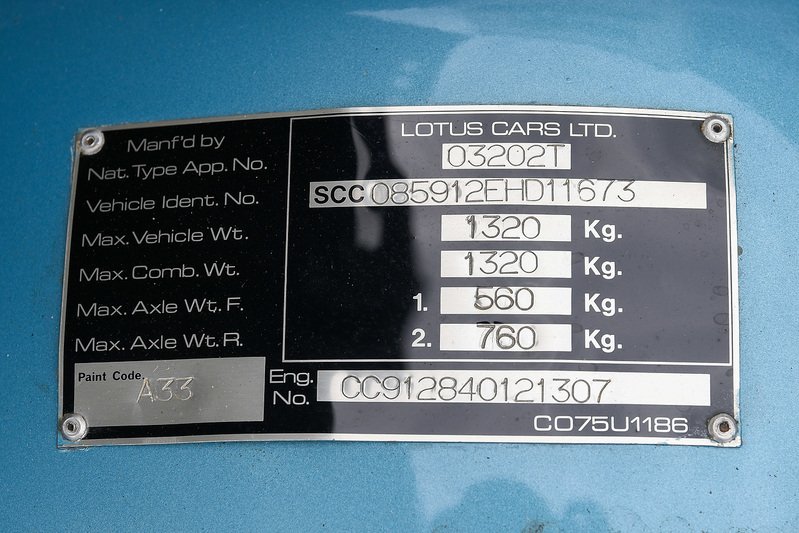 Manf'd by LOTUS CARS LTD.
Nat. Type App. No. 03202T
Vehicle Ident. No. SCC085912EHD11673
Max. Vehicle Wt. 1320 Kg.
Max. Comb. Wt. 1320 Kg.
Max. Axle Wt. F. 1. 560 Kg.
Max. Axle Wt. R. 2. 760 Kg.
Paint Code. A33
Eng. No. CC912840121307
CO75U1186